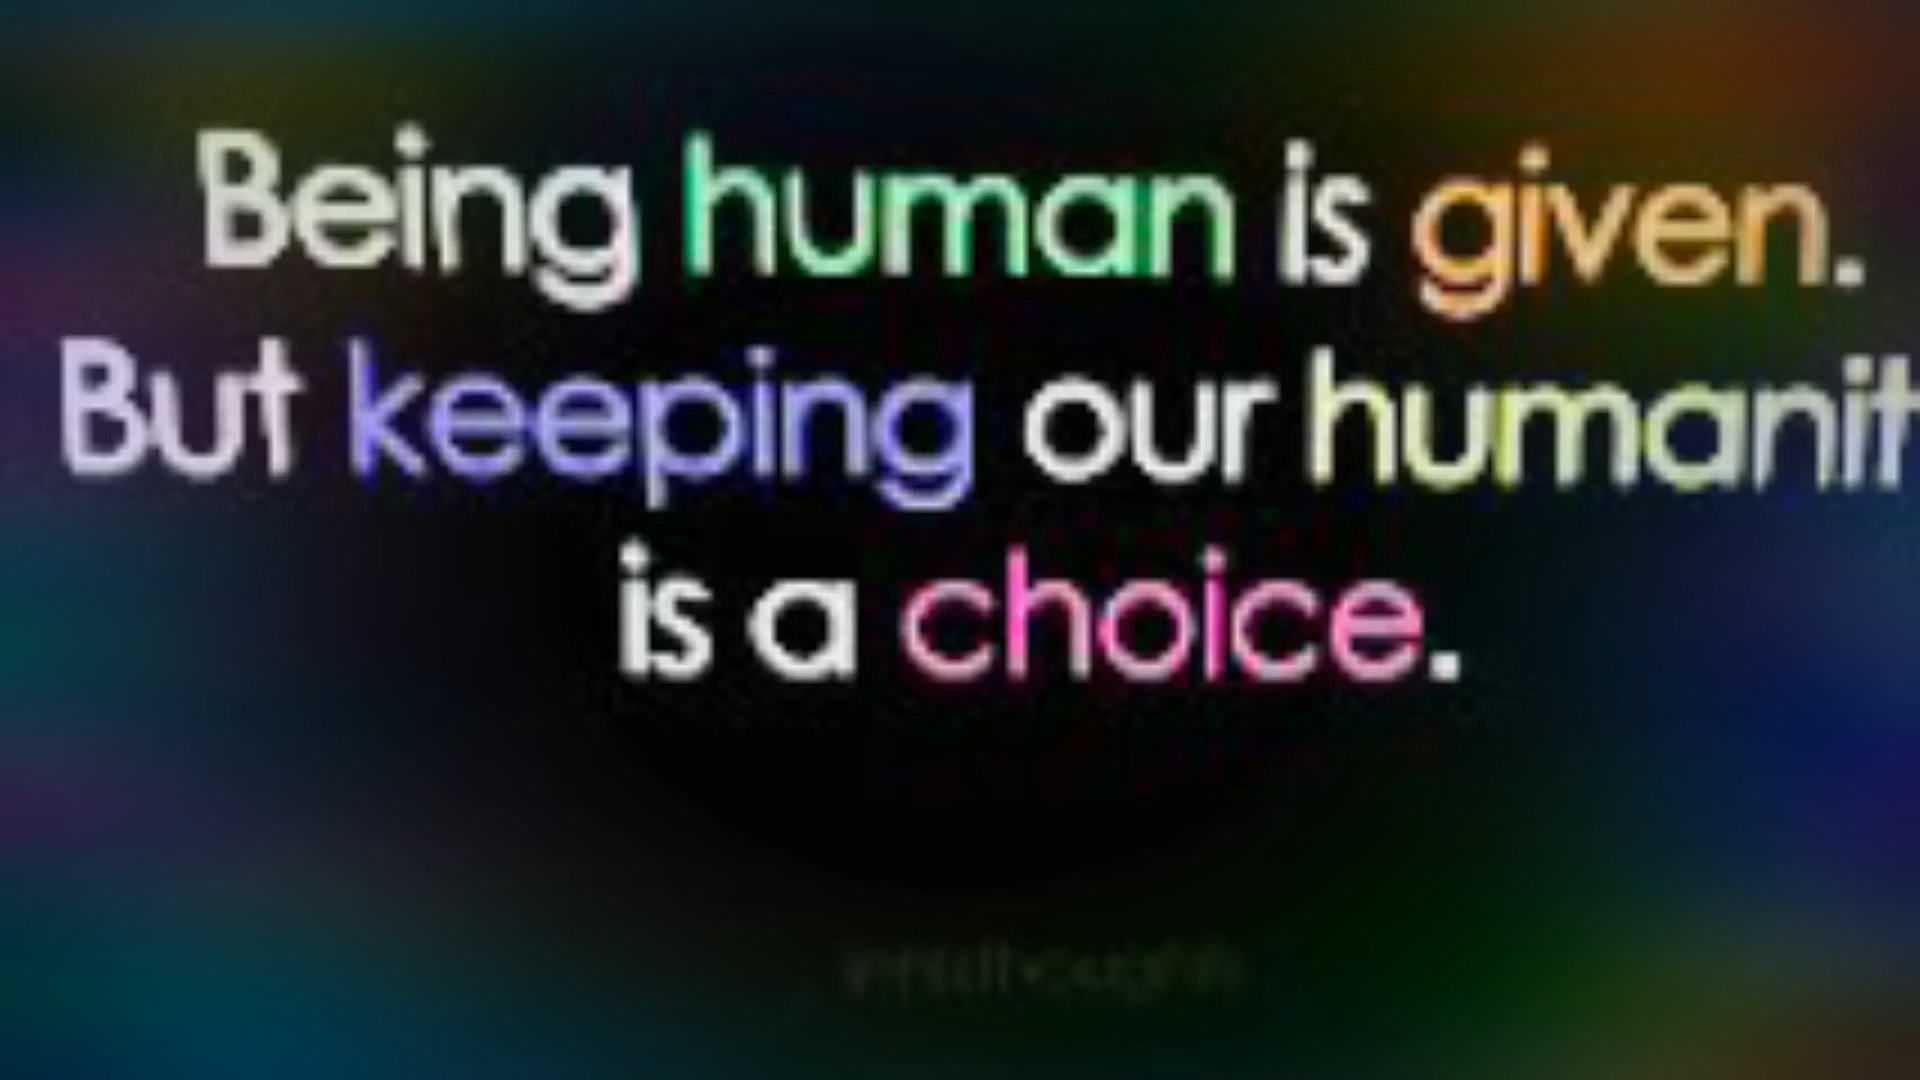 Being human is given.
But keeping our humanit
is a choice.